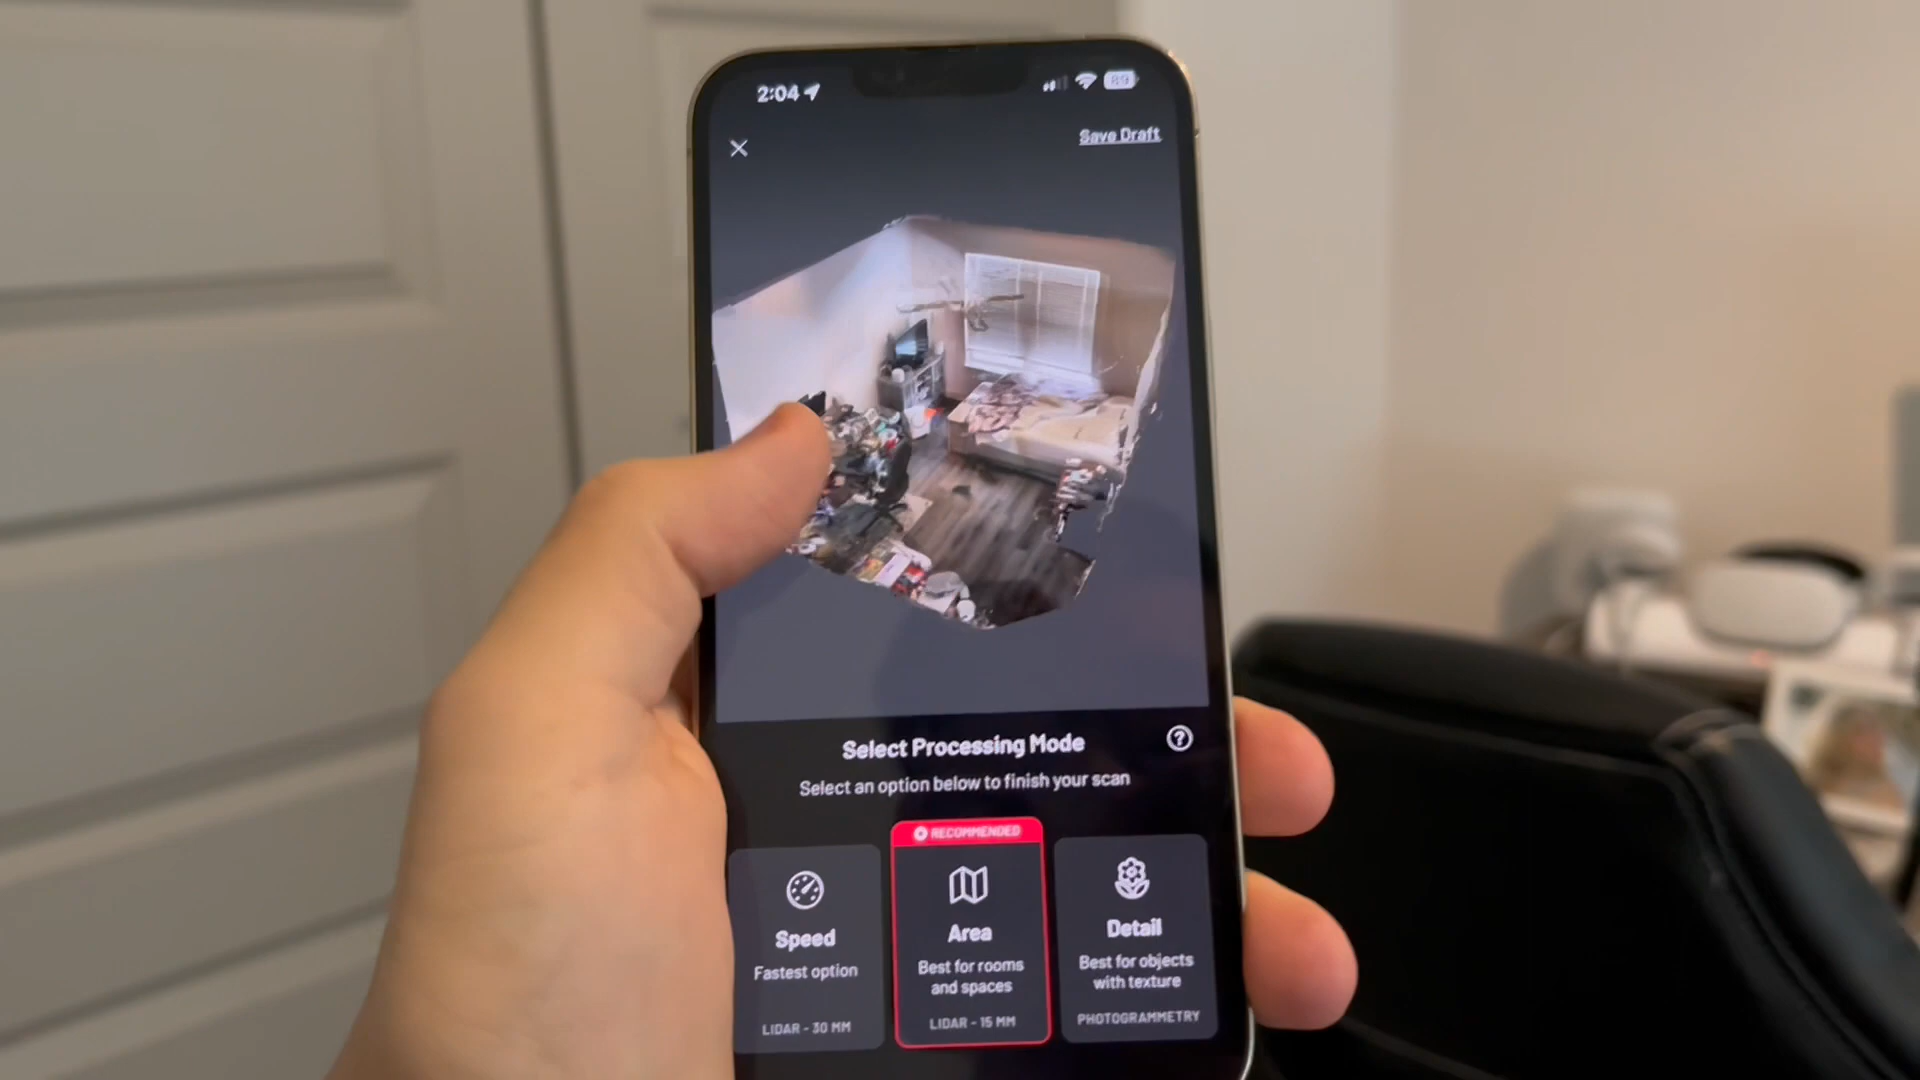 2:04
89
Save Draft
Select Processing Mode
Select an option below to finish your scan
RECOMMENDED
Speed
Fastest option
LIDAR - 30 MM
Area
Best for rooms
and spaces
LIDAR - 15 MM
Detail
Best for objects
with texture
PHOTOGRAMMETRY